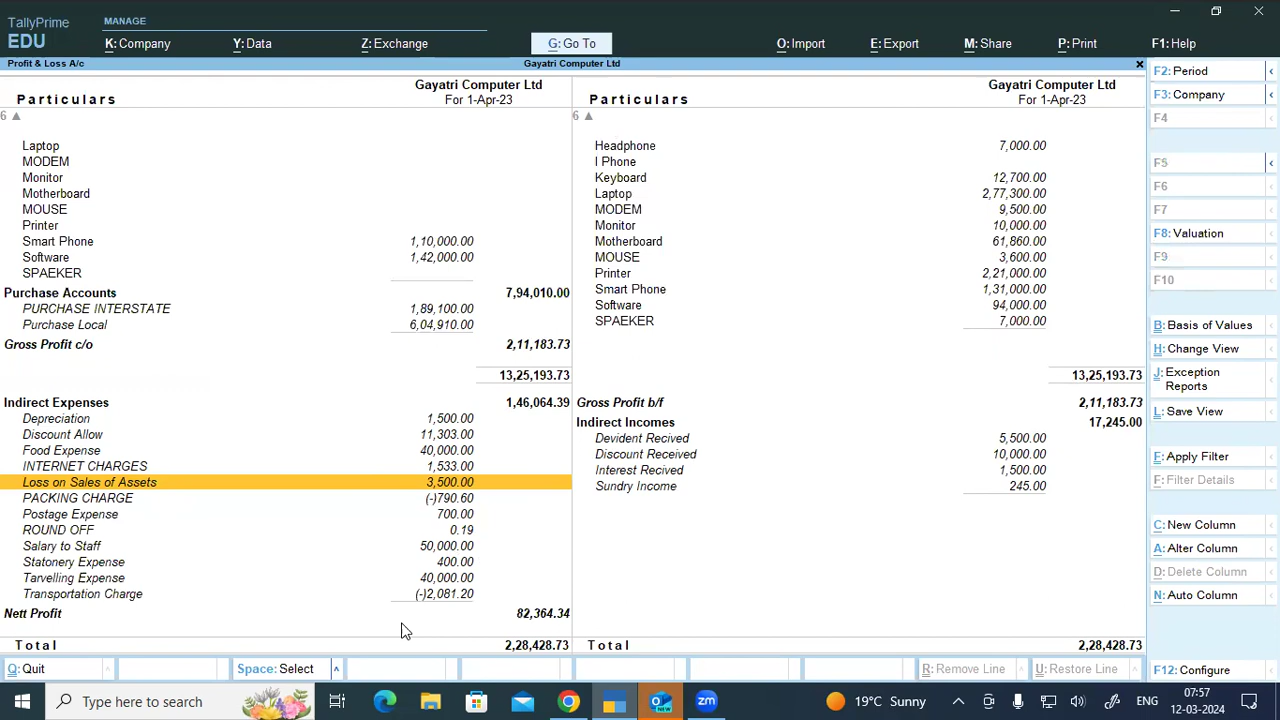 TallyPrime
EDU
MANAGE
K: Company
Y: Data
Z: Exchange
G: Go To
O: Import
E: Export
M: Share
P: Print
F1: Help
Profit & Loss A/c
Gayatri Computer Ltd
Particulars
Gayatri Computer Ltd
For 1-Apr-23
6
Laptop
MODEM
Monitor
Motherboard
MOUSE
Printer
Smart Phone 1,10,000.00
Software 1,42,000.00
SPAEKER
Purchase Accounts 7,94,010.00
PURCHASE INTERSTATE 1,89,100.00
Purchase Local 6,04,910.00
Gross Profit c/o 2,11,183.73
13,25,193.73
Indirect Expenses 1,46,064.39
Depreciation 1,500.00
Discount Allow 11,303.00
Food Expense 40,000.00
INTERNET CHARGES 1,533.00
Loss on Sales of Assets 3,500.00
PACKING CHARGE (-)790.60
Postage Expense 700.00
ROUND OFF 0.19
Salary to Staff 50,000.00
Statonery Expense 400.00
Tarvelling Expense 40,000.00
Transportation Charge (-)2,081.20
Nett Profit 82,364.34
Total 2,28,428.73
Particulars
Gayatri Computer Ltd
For 1-Apr-23
6
Headphone 7,000.00
I Phone
Keyboard 12,700.00
Laptop 2,77,300.00
MODEM 9,500.00
Monitor 10,000.00
Motherboard 61,860.00
MOUSE 3,600.00
Printer 2,21,000.00
Smart Phone 1,31,000.00
Software 94,000.00
SPAEKER 7,000.00
13,25,193.73
Gross Profit b/f 2,11,183.73
Indirect Incomes 17,245.00
Devident Recived 5,500.00
Discount Received 10,000.00
Interest Recived 1,500.00
Sundry Income 245.00
Total 2,28,428.73
F2: Period
F3: Company
F4
F5
F6
F7
F8: Valuation
F9
F10
B: Basis of Values
H: Change View
J: Exception
Reports
L: Save View
F: Apply Filter
F: Filter Details
C: New Column
A: Alter Column
D: Delete Column
N: Auto Column
F12: Configure
Q: Quit
Space: Select
R: Remove Line
U: Restore Line
Type here to search
NEW
zm
19°C Sunny
ENG
07:57
12-03-2024